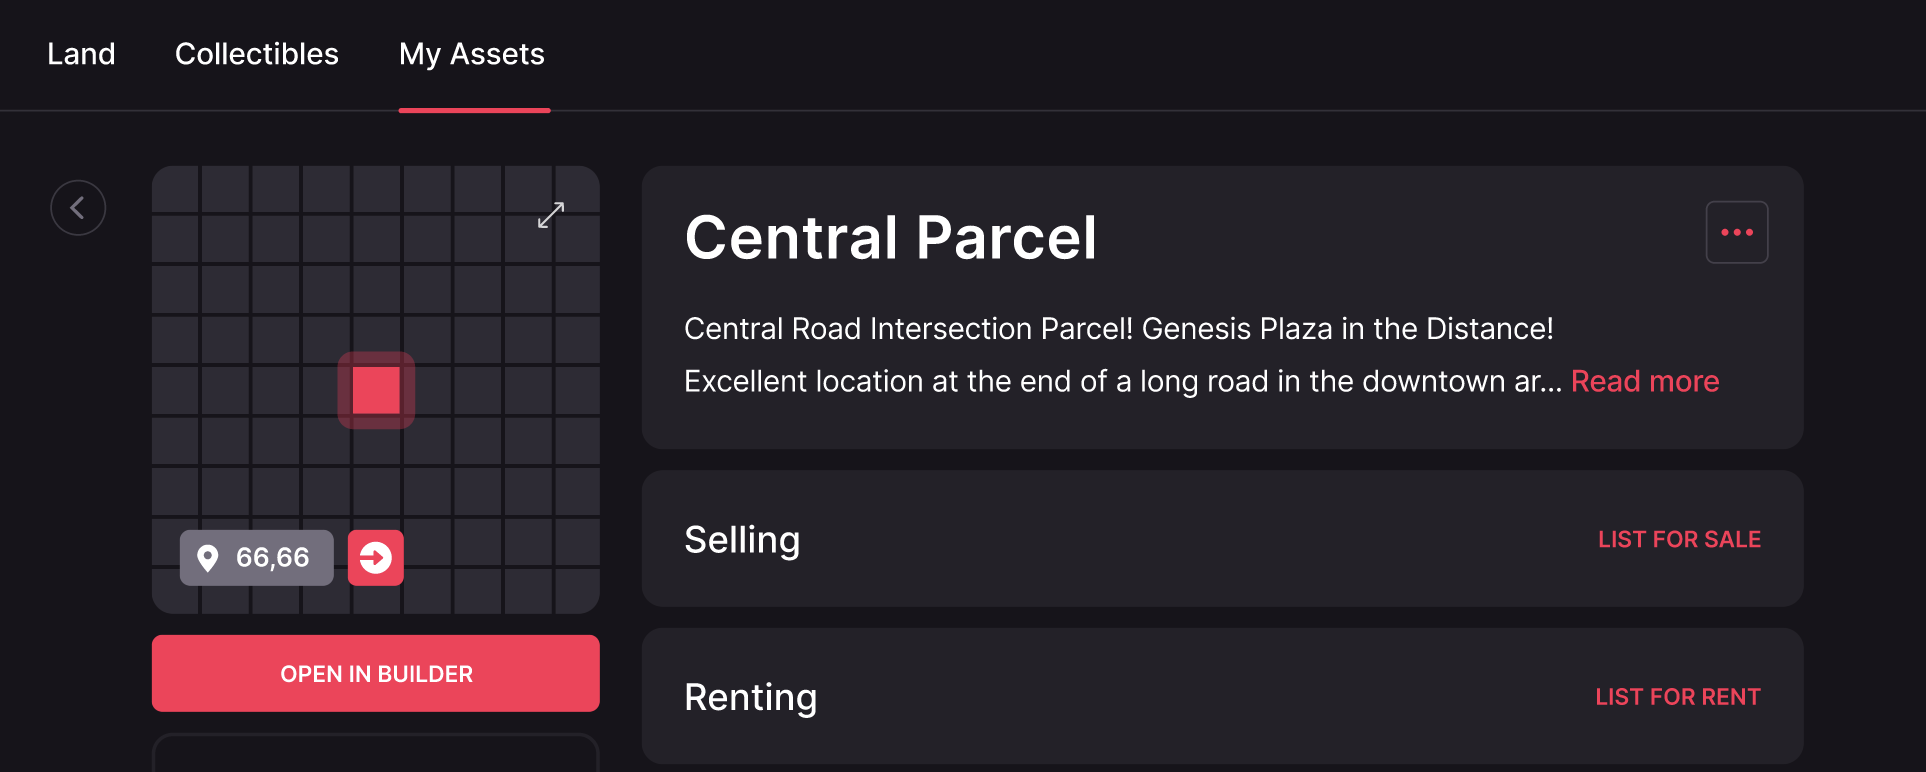 Land Collectibles My Assets
Central Parcel
Central Road Intersection Parcel! Genesis Plaza in the Distance!
Excellent location at the end of a long road in the downtown ar... Read more
66,66
OPEN IN BUILDER
Selling LIST FOR SALE
Renting LIST FOR RENT